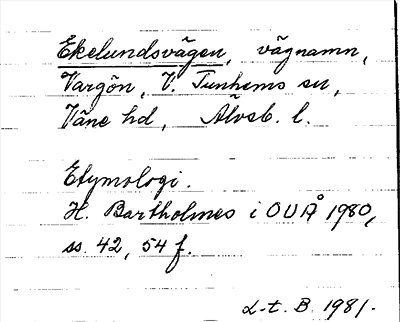 Ekelundsvägen, vägnamn,
Vargön, V. Tunhems sn,
Väne hd, Älvsb. l.
Etymologi.
H. Bartholmes i OUÅ 1980,
ss. 42, 54 f.
L-t. B. 1981.